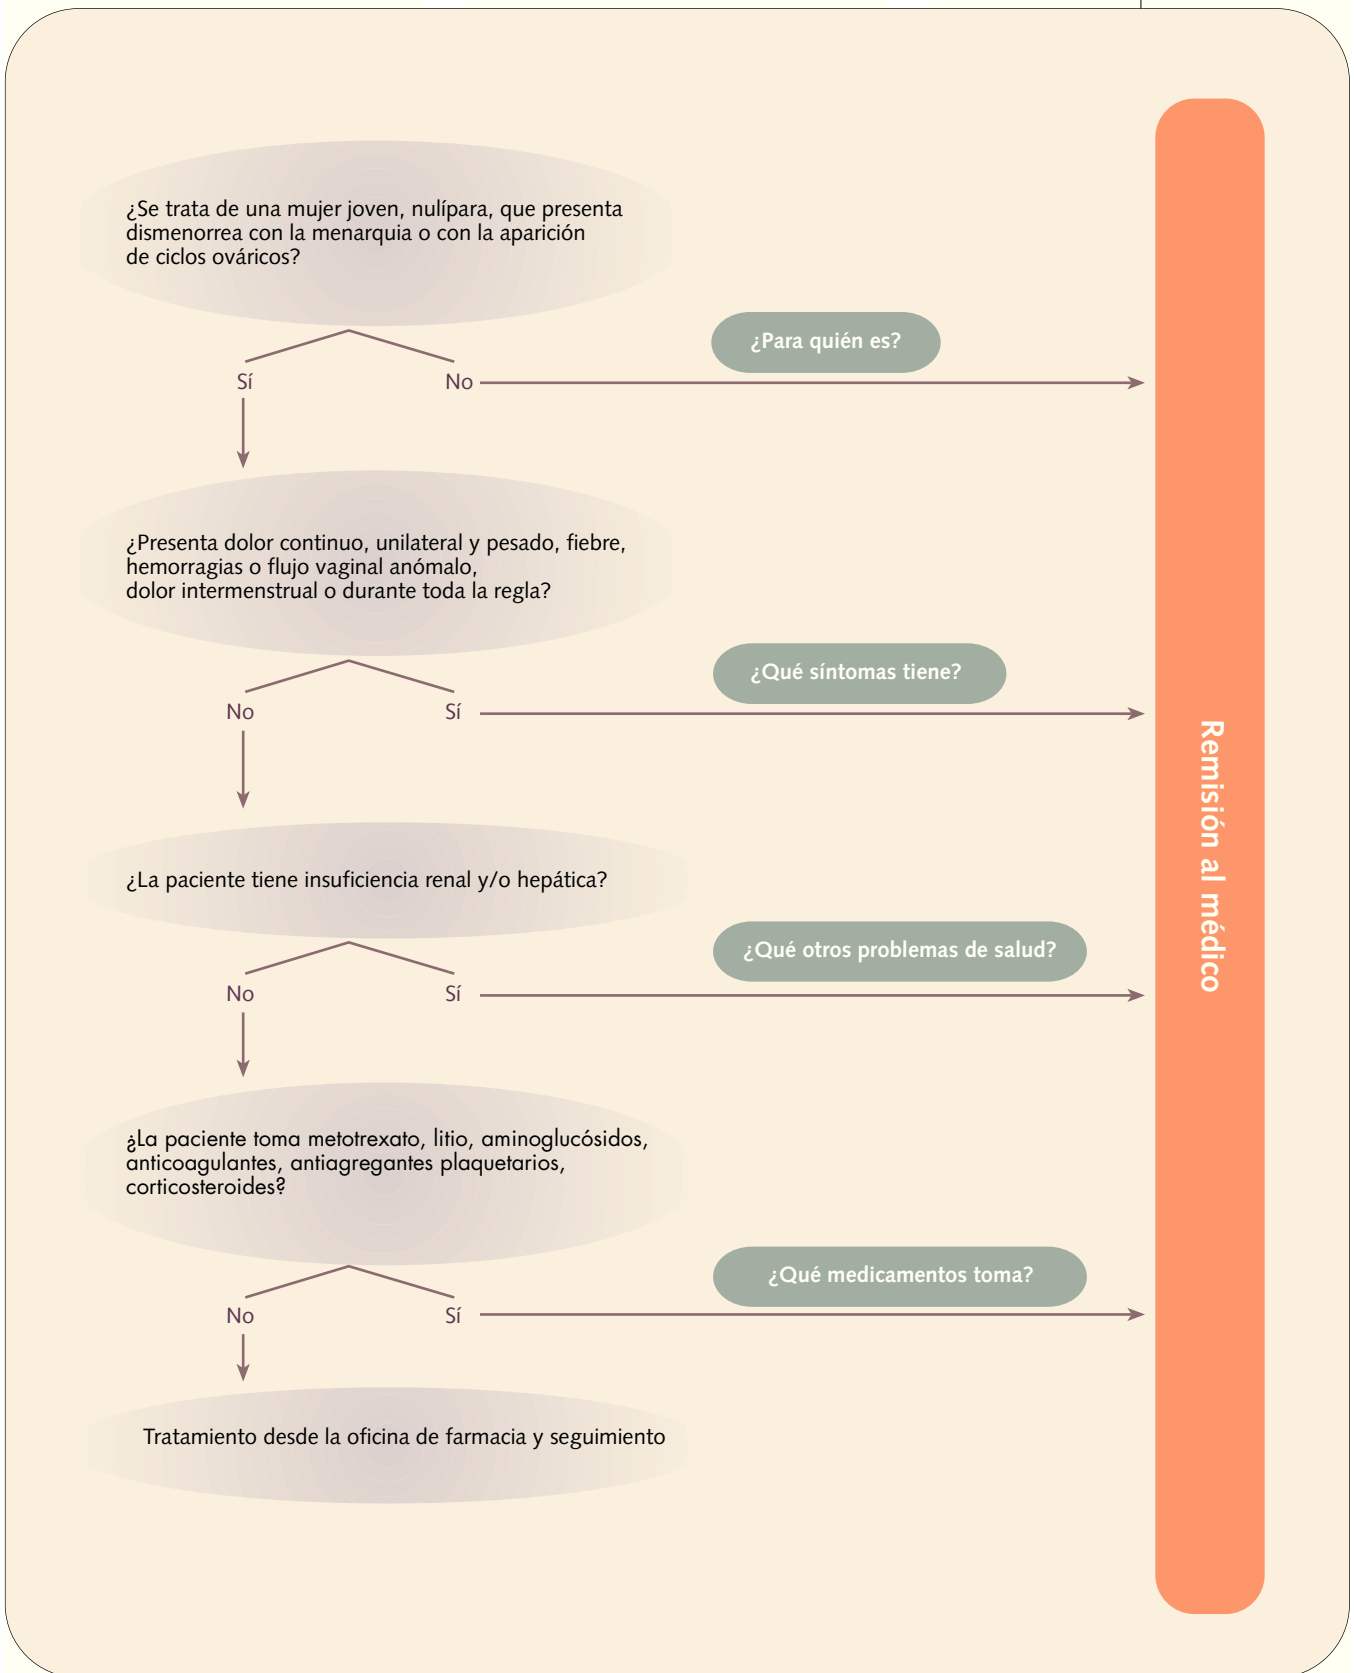 ¿Se trata de una mujer joven, nulípara, que presenta
dismenorrea con la menarquia o con la aparición
de ciclos ováricos?
¿Para quién es?
Sí
No
¿Presenta dolor continuo, unilateral y pesado, fiebre,
hemorragias o flujo vaginal anómalo,
dolor intermenstrual o durante toda la regla?
¿Qué síntomas tiene?
No
Sí
¿La paciente tiene insuficiencia renal y/o hepática?
¿Qué otros problemas de salud?
No
Sí
¿La paciente toma metotrexato, litio, aminoglucósidos,
anticoagulantes, antiagregantes plaquetarios,
corticosteroides?
¿Qué medicamentos toma?
No
Sí
Tratamiento desde la oficina de farmacia y seguimiento
Remisión al médico